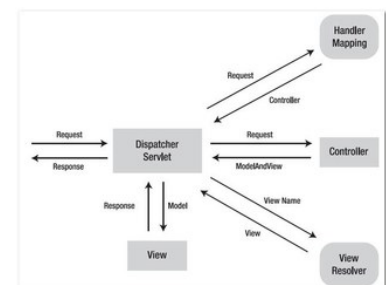 Handler
Mapping
Request
Controller
Request
Response
Dispatcher
Servlet
Request
ModelAndView
Controller
Response
Model
View Name
View
View
View
Resolver